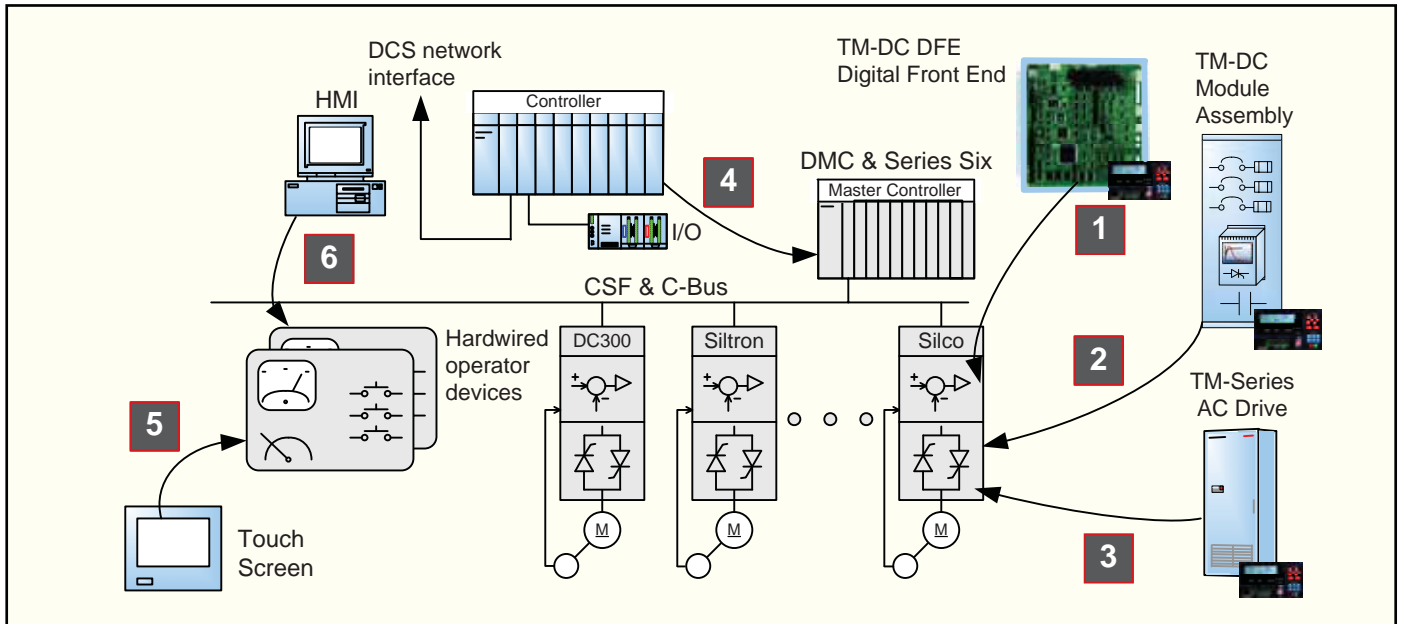 DCS network
interface
HMI
Controller
I/O
4
DMC & Series Six
Master Controller
TM-DC DFE
Digital Front End
1
TM-DC
Module
Assembly
6
CSF & C-Bus
Hardwired
operator
devices
DC300
Siltron
Silco
2
TM-Series
AC Drive
5
3
Touch
Screen
M
M
M